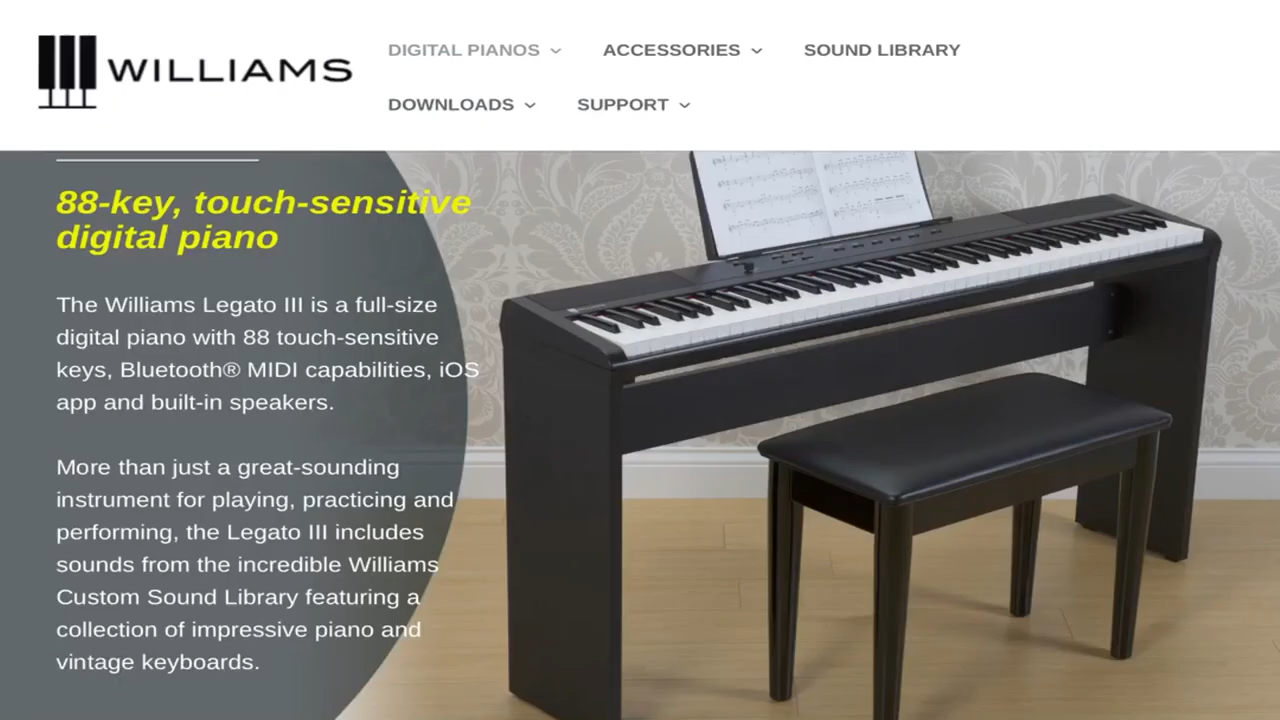 WILLIAMS
DIGITAL PIANOS
ACCESSORIES
SOUND LIBRARY
DOWNLOADS
SUPPORT
88-key, touch-sensitive
digital piano
The Williams Legato III is a full-size
digital piano with 88 touch-sensitive
keys, Bluetooth® MIDI capabilities, iOS
app and built-in speakers.
More than just a great-sounding
instrument for playing, practicing and
performing, the Legato III includes
sounds from the incredible Williams
Custom Sound Library featuring a
collection of impressive piano and
vintage keyboards.